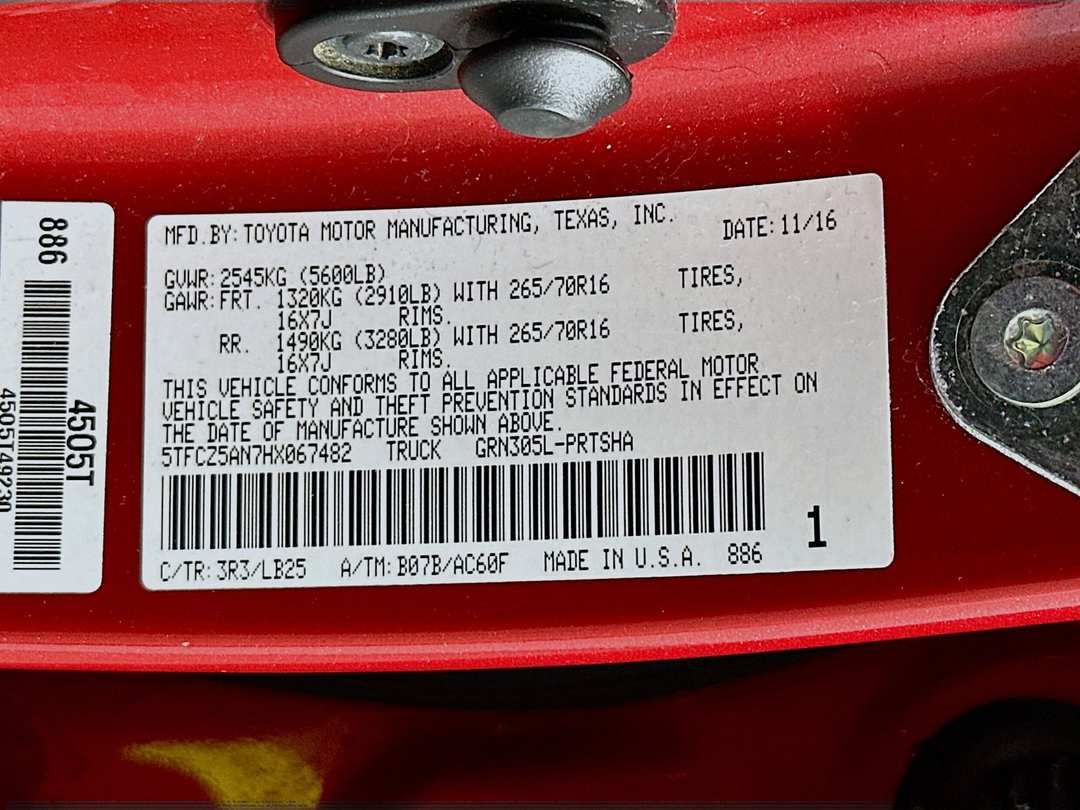 MFD.BY:TOYOTA MOTOR MANUFACTURING, TEXAS, INC. DATE:11/16
GVWR:2545KG (5600LB)
GAWR:FRT. 1320KG (2910LB) WITH 265/70R16 TIRES,
16X7J RIMS.
RR. 1490KG (3280LB) WITH 265/70R16 TIRES,
16X7J RIMS.
THIS VEHICLE CONFORMS TO ALL APPLICABLE FEDERAL MOTOR
VEHICLE SAFETY AND THEFT PREVENTION STANDARDS IN EFFECT ON
THE DATE OF MANUFACTURE SHOWN ABOVE.
5TFCZ5AN7HX067482 TRUCK GRN305L-PRTSHA
C/TR:3R3/LB25 A/TM:B07B/AC60F MADE IN U.S.A. 886
1
886
4505T